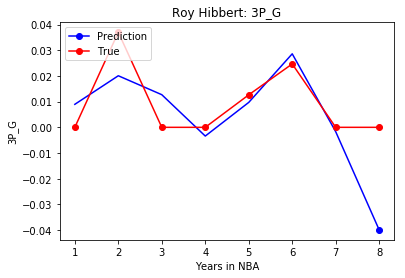 Roy Hibbert: 3P_G
Prediction
True
0.04
0.03
0.02
0.01
0.00
−0.01
−0.02
−0.03
−0.04
3P_G
1 2 3 4 5 6 7 8
Years in NBA